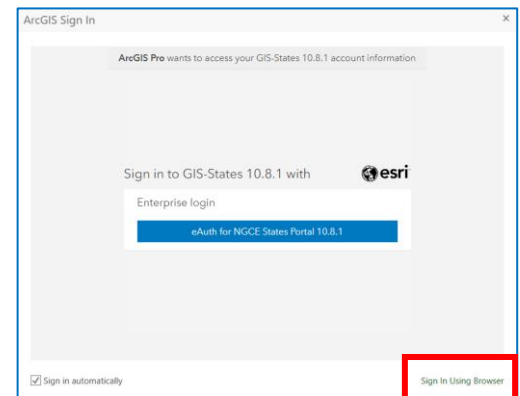 ArcGIS Sign In ×
ArcGIS Pro wants to access your GIS-States 10.8.1 account information
Sign in to GIS-States 10.8.1 with esri
Enterprise login
eAuth for NGCE States Portal 10.8.1
Sign in automatically Sign In Using Browser